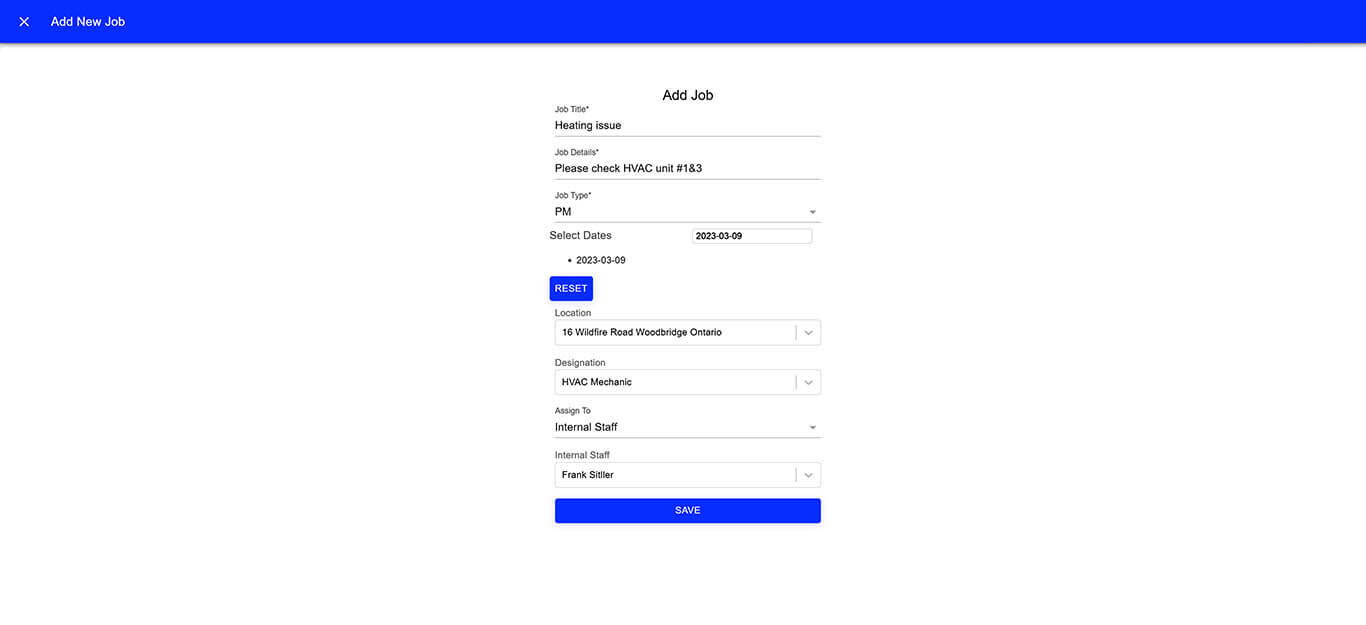 Add New Job
Add Job
Job Title*
Heating issue
Job Details*
Please check HVAC unit #1&3
Job Type*
PM
Select Dates 2023-03-09
• 2023-03-09
RESET
Location
16 Wildfire Road Woodbridge Ontario
Designation
HVAC Mechanic
Assign To
Internal Staff
Internal Staff
Frank Sitller
SAVE